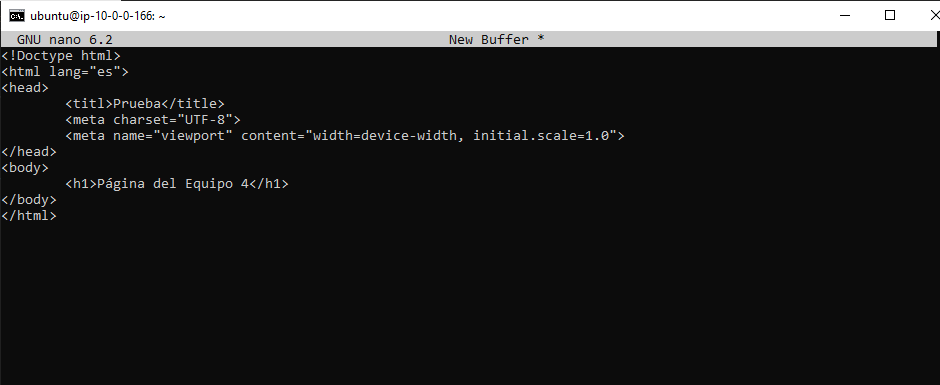 ubuntu@ip-10-0-0-166: ~
GNU nano 6.2 New Buffer *
<!Doctype html>
<html lang="es">
<head>
<titl>Prueba</title>
<meta charset="UTF-8">
<meta name="viewport" content="width=device-width, initial.scale=1.0">
</head>
<body>
<h1>Página del Equipo 4</h1>
</body>
</html>